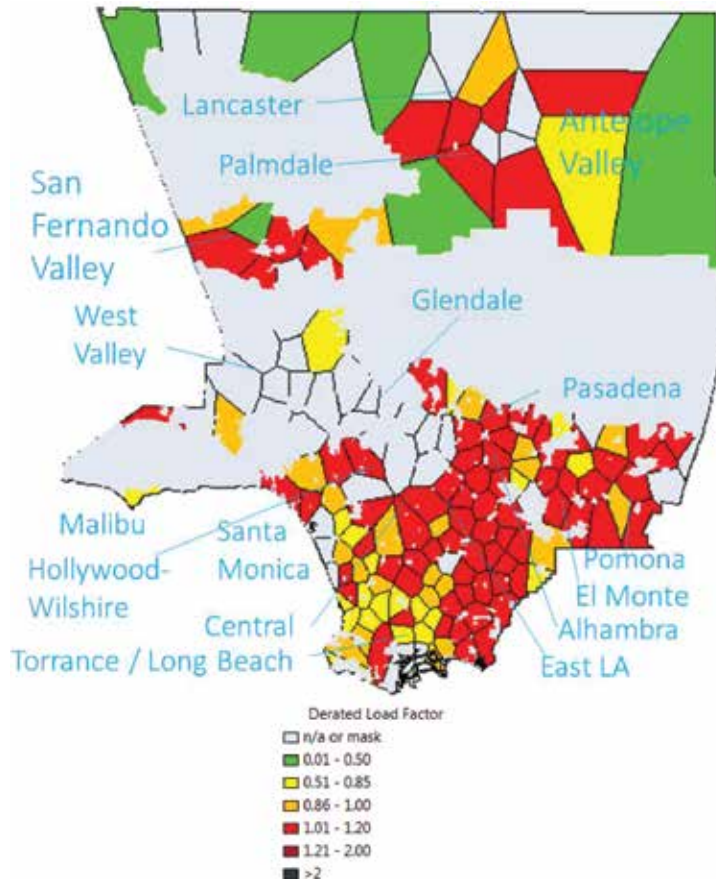 Lancaster
Antelope
Valley
Palmdale
San
Fernando
Valley
Glendale
West
Valley
Pasadena
Malibu
Santa
Monica
Hollywood-
Wilshire
Pomona
El Monte
Central
Alhambra
Torrance / Long Beach
East LA
Derated Load Factor
n/a or mask
0.01 - 0.50
0.51 - 0.85
0.86 - 1.00
1.01 - 1.20
1.21 - 2.00
>2